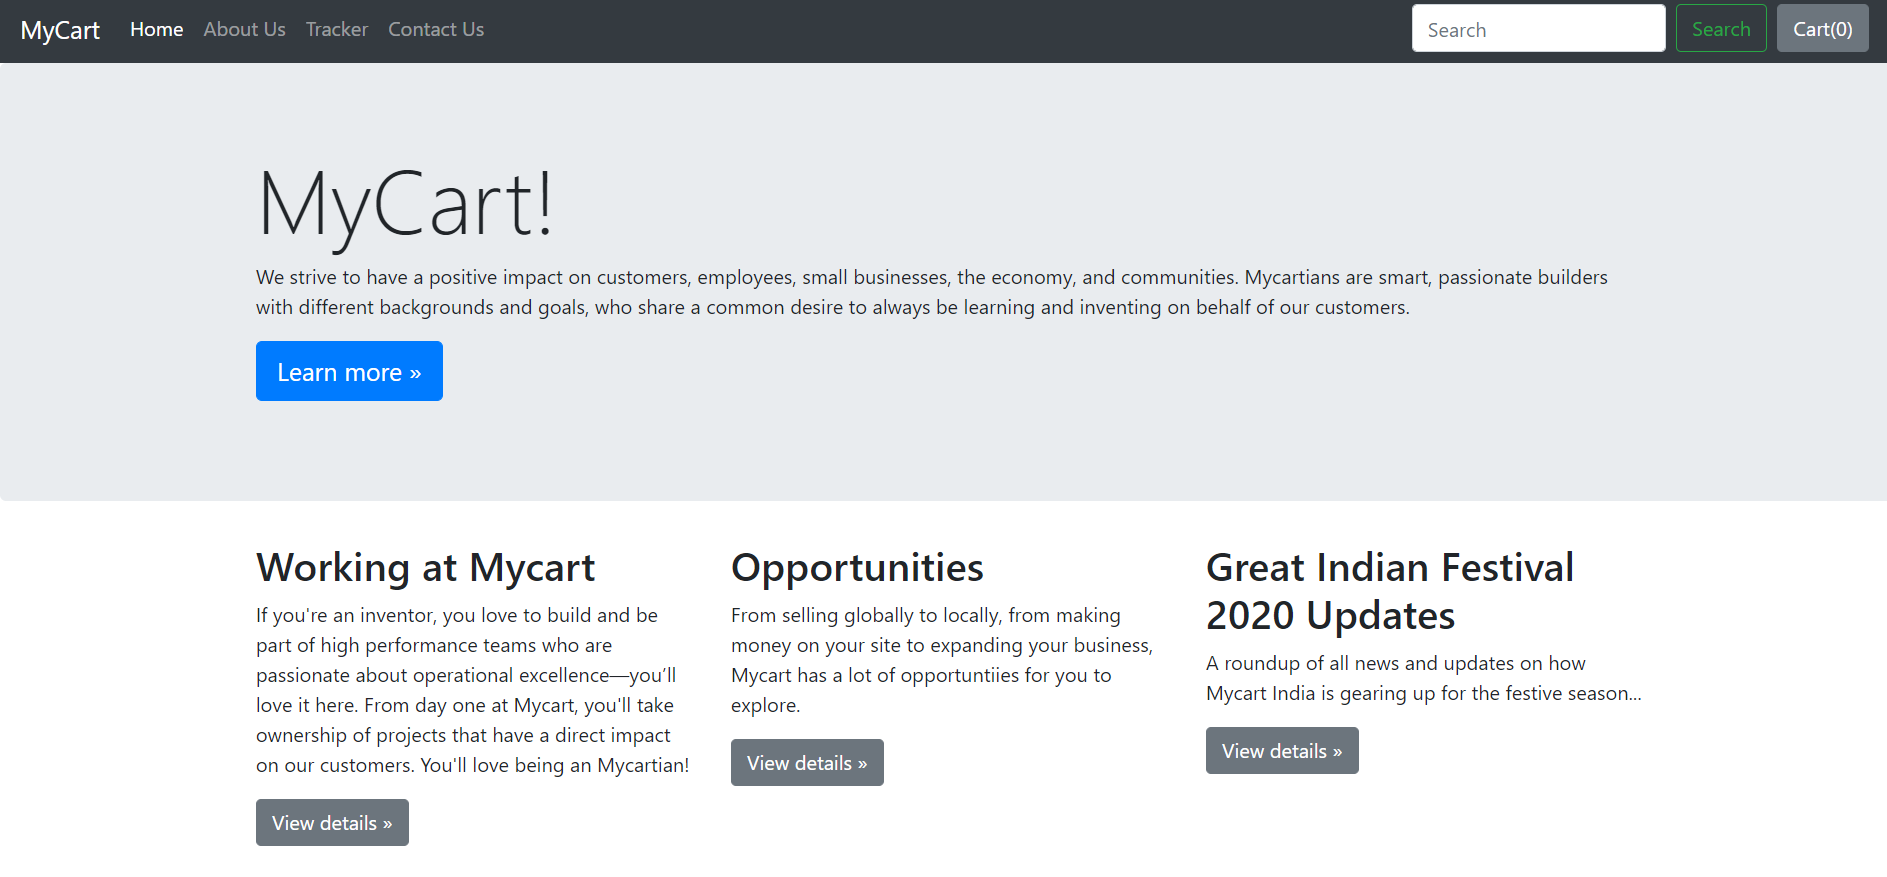 MyCart Home About Us Tracker Contact Us Search Search Cart(0)
MyCart!
We strive to have a positive impact on customers, employees, small businesses, the economy, and communities. Mycartians are smart, passionate builders
with different backgrounds and goals, who share a common desire to always be learning and inventing on behalf of our customers.
Learn more »
Working at Mycart
If you're an inventor, you love to build and be
part of high performance teams who are
passionate about operational excellence—you’ll
love it here. From day one at Mycart, you'll take
ownership of projects that have a direct impact
on our customers. You'll love being an Mycartian!
View details »
Opportunities
From selling globally to locally, from making
money on your site to expanding your business,
Mycart has a lot of opportuntiies for you to
explore.
View details »
Great Indian Festival
2020 Updates
A roundup of all news and updates on how
Mycart India is gearing up for the festive season...
View details »